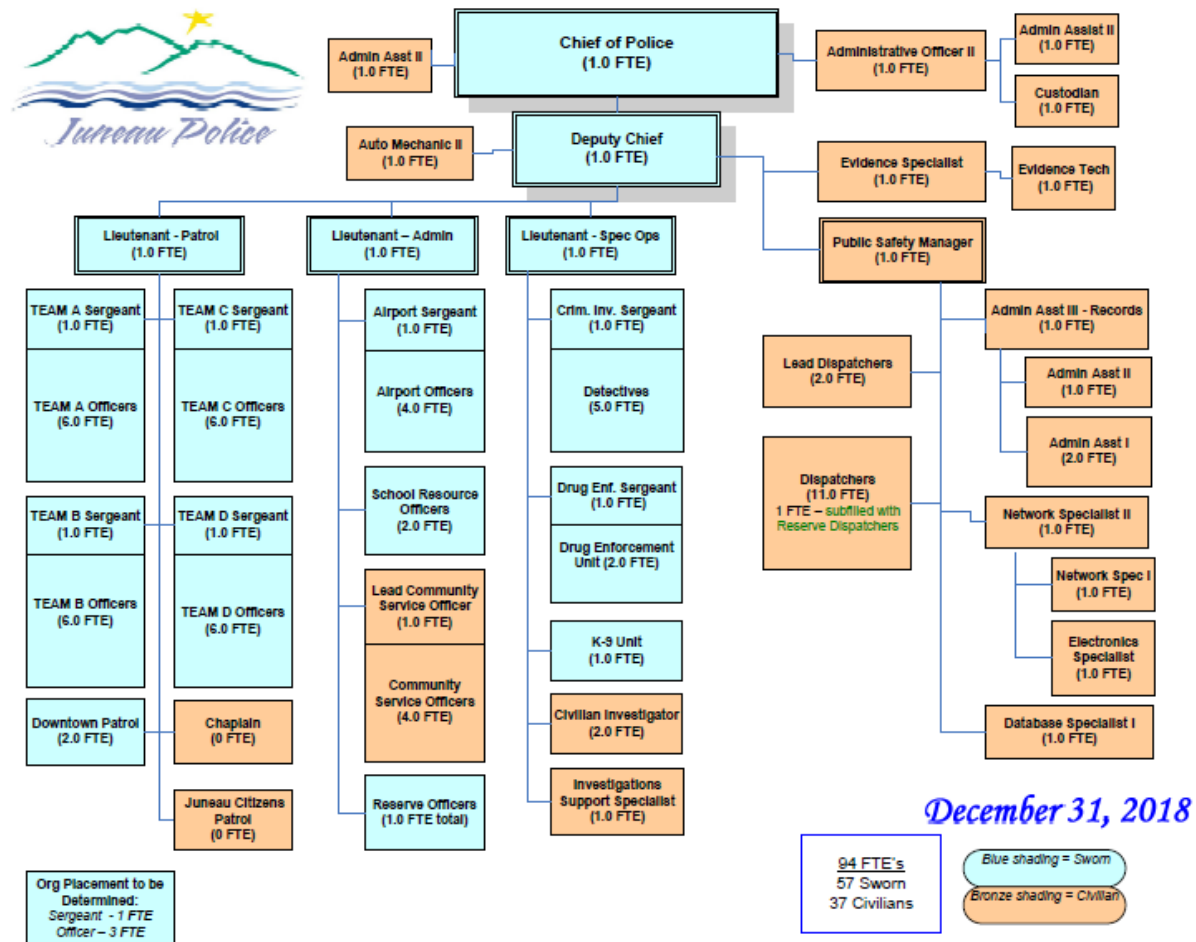 Juneau Police
Chief of Police
(1.0 FTE)
Admin Asst II
(1.0 FTE)
Administrative Officer II
(1.0 FTE)
Admin Assist II
(1.0 FTE)
Custodian
(1.0 FTE)
Auto Mechanic II
(1.0 FTE)
Deputy Chief
(1.0 FTE)
Evidence Specialist
(1.0 FTE)
Evidence Tech
(1.0 FTE)
Lieutenant - Patrol
(1.0 FTE)
Lieutenant – Admin
(1.0 FTE)
Lieutenant - Spec Ops
(1.0 FTE)
Public Safety Manager
(1.0 FTE)
TEAM A Sergeant
(1.0 FTE)
TEAM A Officers
(6.0 FTE)
TEAM C Sergeant
(1.0 FTE)
TEAM C Officers
(6.0 FTE)
TEAM B Sergeant
(1.0 FTE)
TEAM B Officers
(6.0 FTE)
TEAM D Sergeant
(1.0 FTE)
TEAM D Officers
(6.0 FTE)
Downtown Patrol
(2.0 FTE)
Chaplain
(0 FTE)
Juneau Citizens
Patrol
(0 FTE)
Airport Sergeant
(1.0 FTE)
Airport Officers
(4.0 FTE)
School Resource
Officers
(2.0 FTE)
Lead Community
Service Officer
(1.0 FTE)
Community
Service Officers
(4.0 FTE)
Reserve Officers
(1.0 FTE total)
Crim. Inv. Sergeant
(1.0 FTE)
Detectives
(5.0 FTE)
Drug Enf. Sergeant
(1.0 FTE)
Drug Enforcement
Unit (2.0 FTE)
K-9 Unit
(1.0 FTE)
Civilian Investigator
(2.0 FTE)
Investigations
Support Specialist
(1.0 FTE)
Lead Dispatchers
(2.0 FTE)
Dispatchers
(11.0 FTE)
1 FTE – subfilled with
Reserve Dispatchers
Admin Asst III - Records
(1.0 FTE)
Admin Asst II
(1.0 FTE)
Admin Asst I
(2.0 FTE)
Network Specialist II
(1.0 FTE)
Network Spec I
(1.0 FTE)
Electronics
Specialist
(1.0 FTE)
Database Specialist I
(1.0 FTE)
December 31, 2018
Org Placement to be
Determined:
Sergeant - 1 FTE
Officer – 3 FTE
94 FTE's
57 Sworn
37 Civilians
Blue shading = Sworn
Bronze shading = Civilian